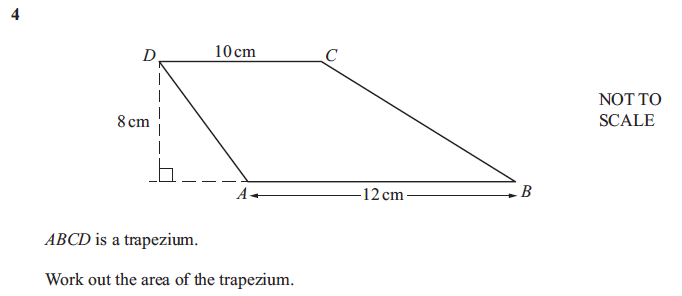 4
D 10 cm C
NOT TO
SCALE
8 cm
A 12 cm B
ABCD is a trapezium.
Work out the area of the trapezium.